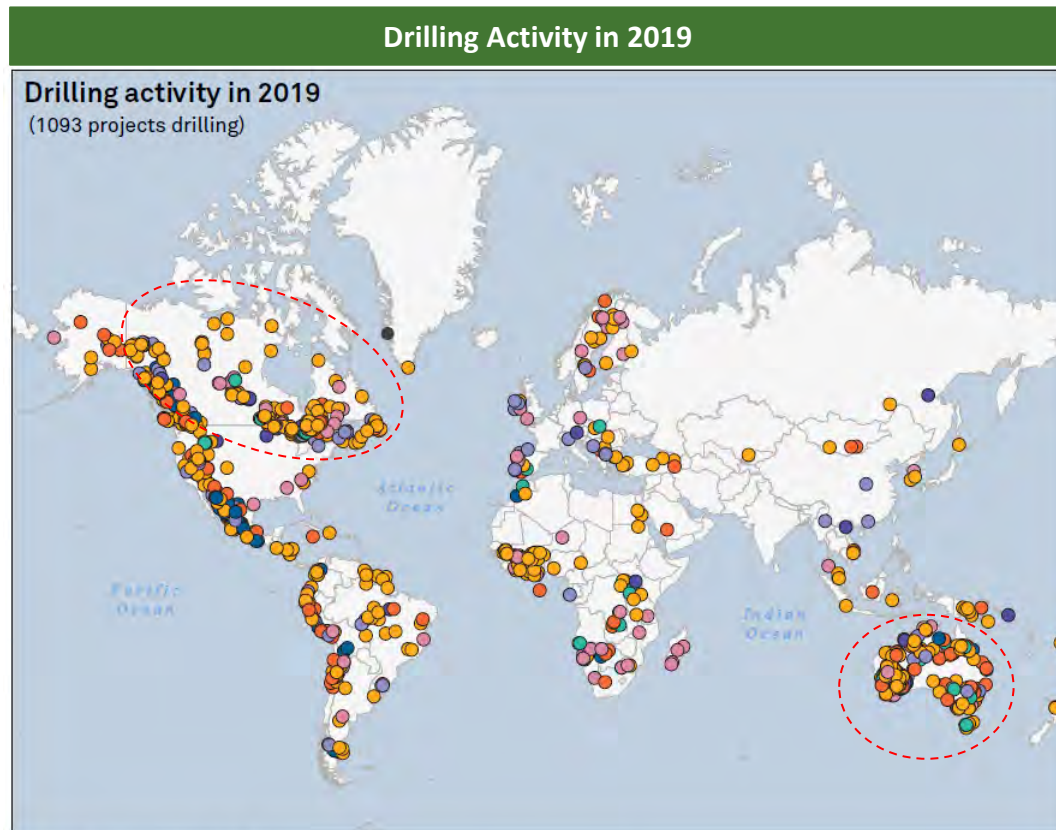 Drilling Activity in 2019
Drilling activity in 2019
(1093 projects drilling)
Atlantic
Ocean
Pacific
Ocean
Indian
Ocean